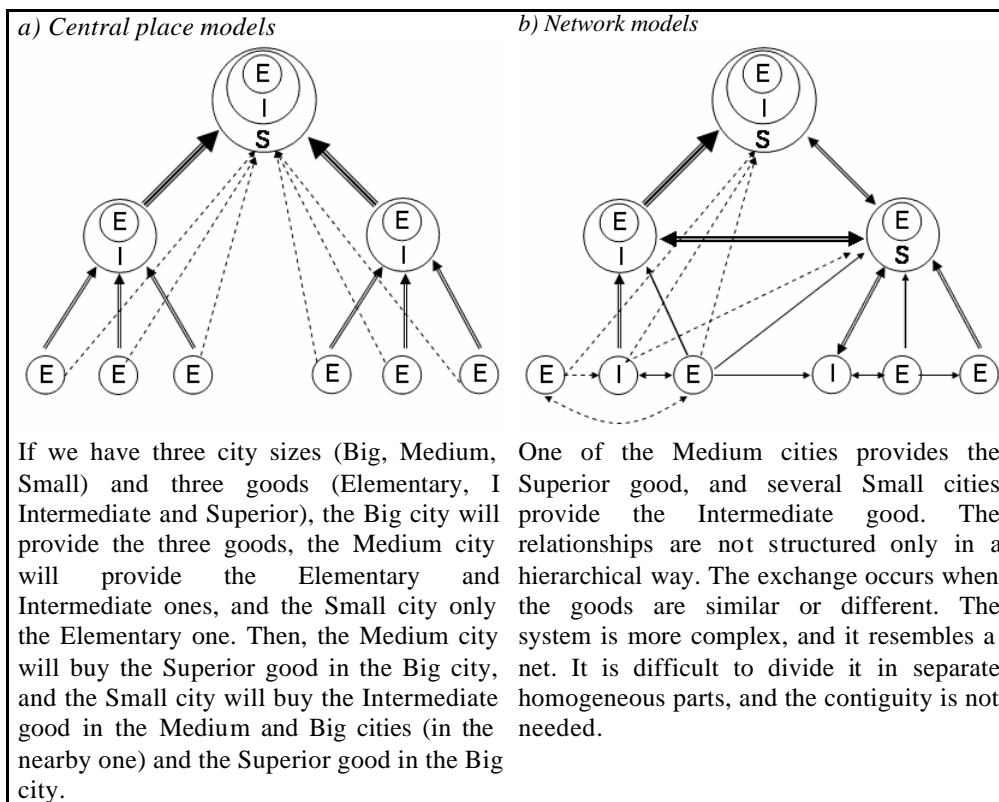 a) Central place models
E
I
S
E
I
E
I
E
E
E
E
E
E
If we have three city sizes (Big, Medium,
Small) and three goods (Elementary, I
Intermediate and Superior), the Big city will
provide the three goods, the Medium city
will provide the Elementary and
Intermediate ones, and the Small city only
the Elementary one. Then, the Medium city
will buy the Superior good in the Big city,
and the Small city will buy the Intermediate
good in the Medium and Big cities (in the
nearby one) and the Superior good in the Big
city.
b) Network models
E
I
S
E
I
E
S
E
I
E
I
E
E
One of the Medium cities provides the
Superior good, and several Small cities
provide the Intermediate good. The
relationships are not structured only in a
hierarchical way. The exchange occurs when
the goods are similar or different. The
system is more complex, and it resembles a
net. It is difficult to divide it in separate
homogeneous parts, and the contiguity is not
needed.